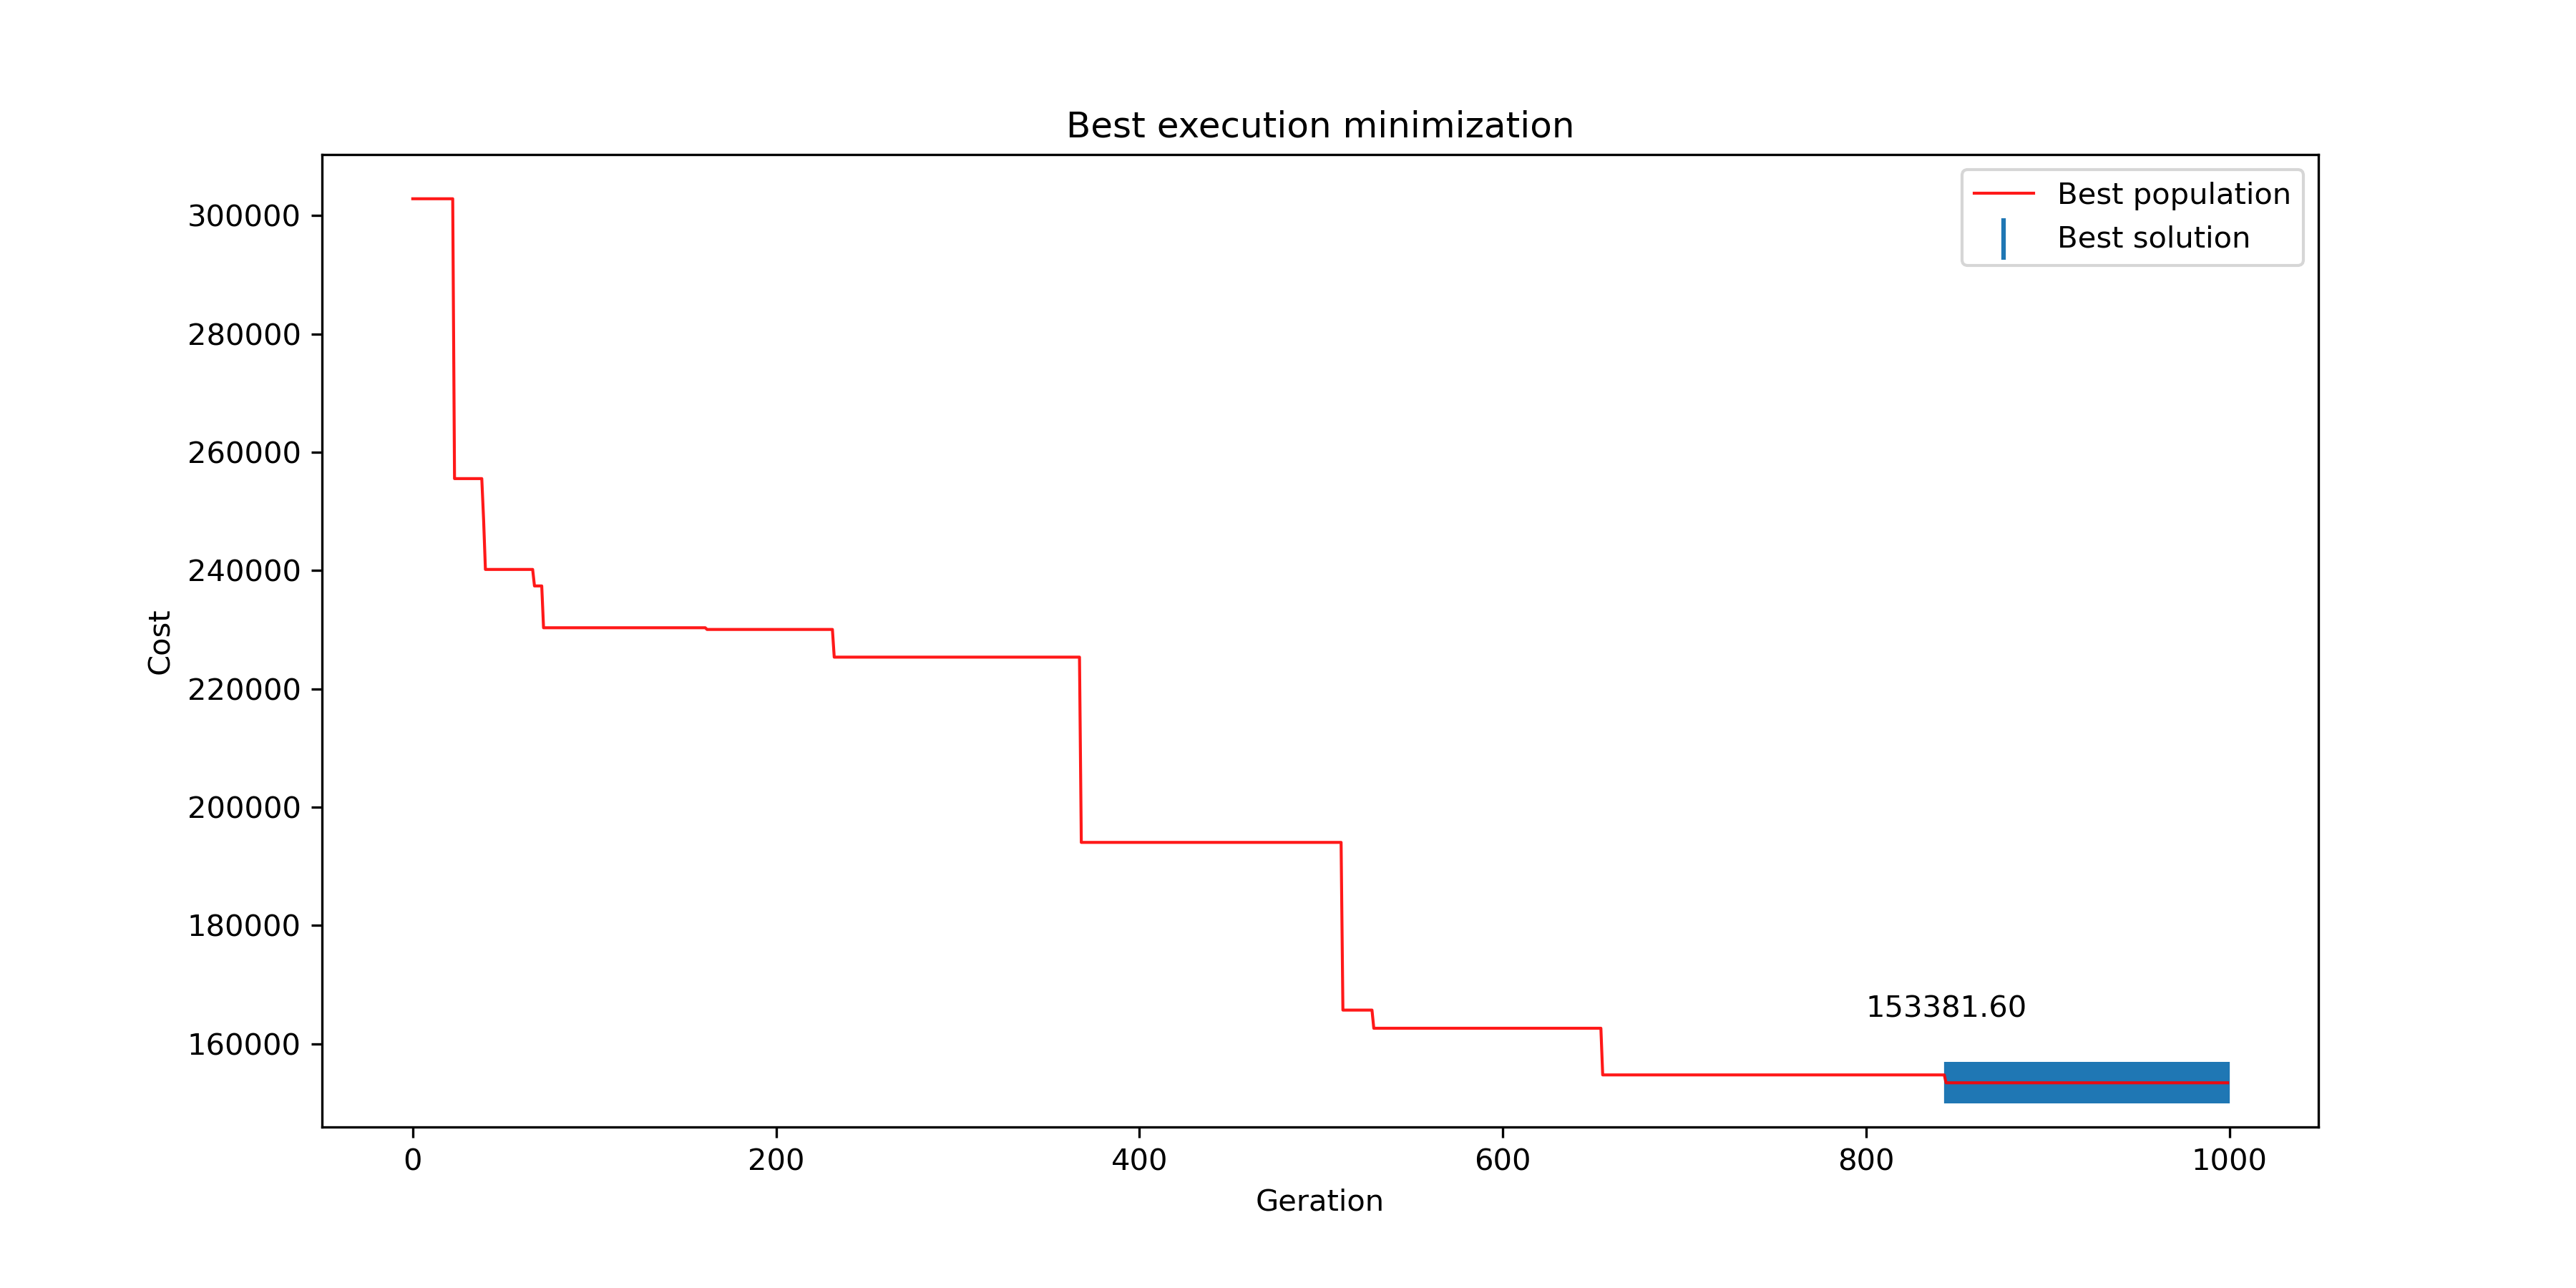 Best execution minimization
Best population
Best solution
300000
280000
260000
240000
220000
200000
180000
160000
Cost
153381.60
0 200 400 600 800 1000
Geration